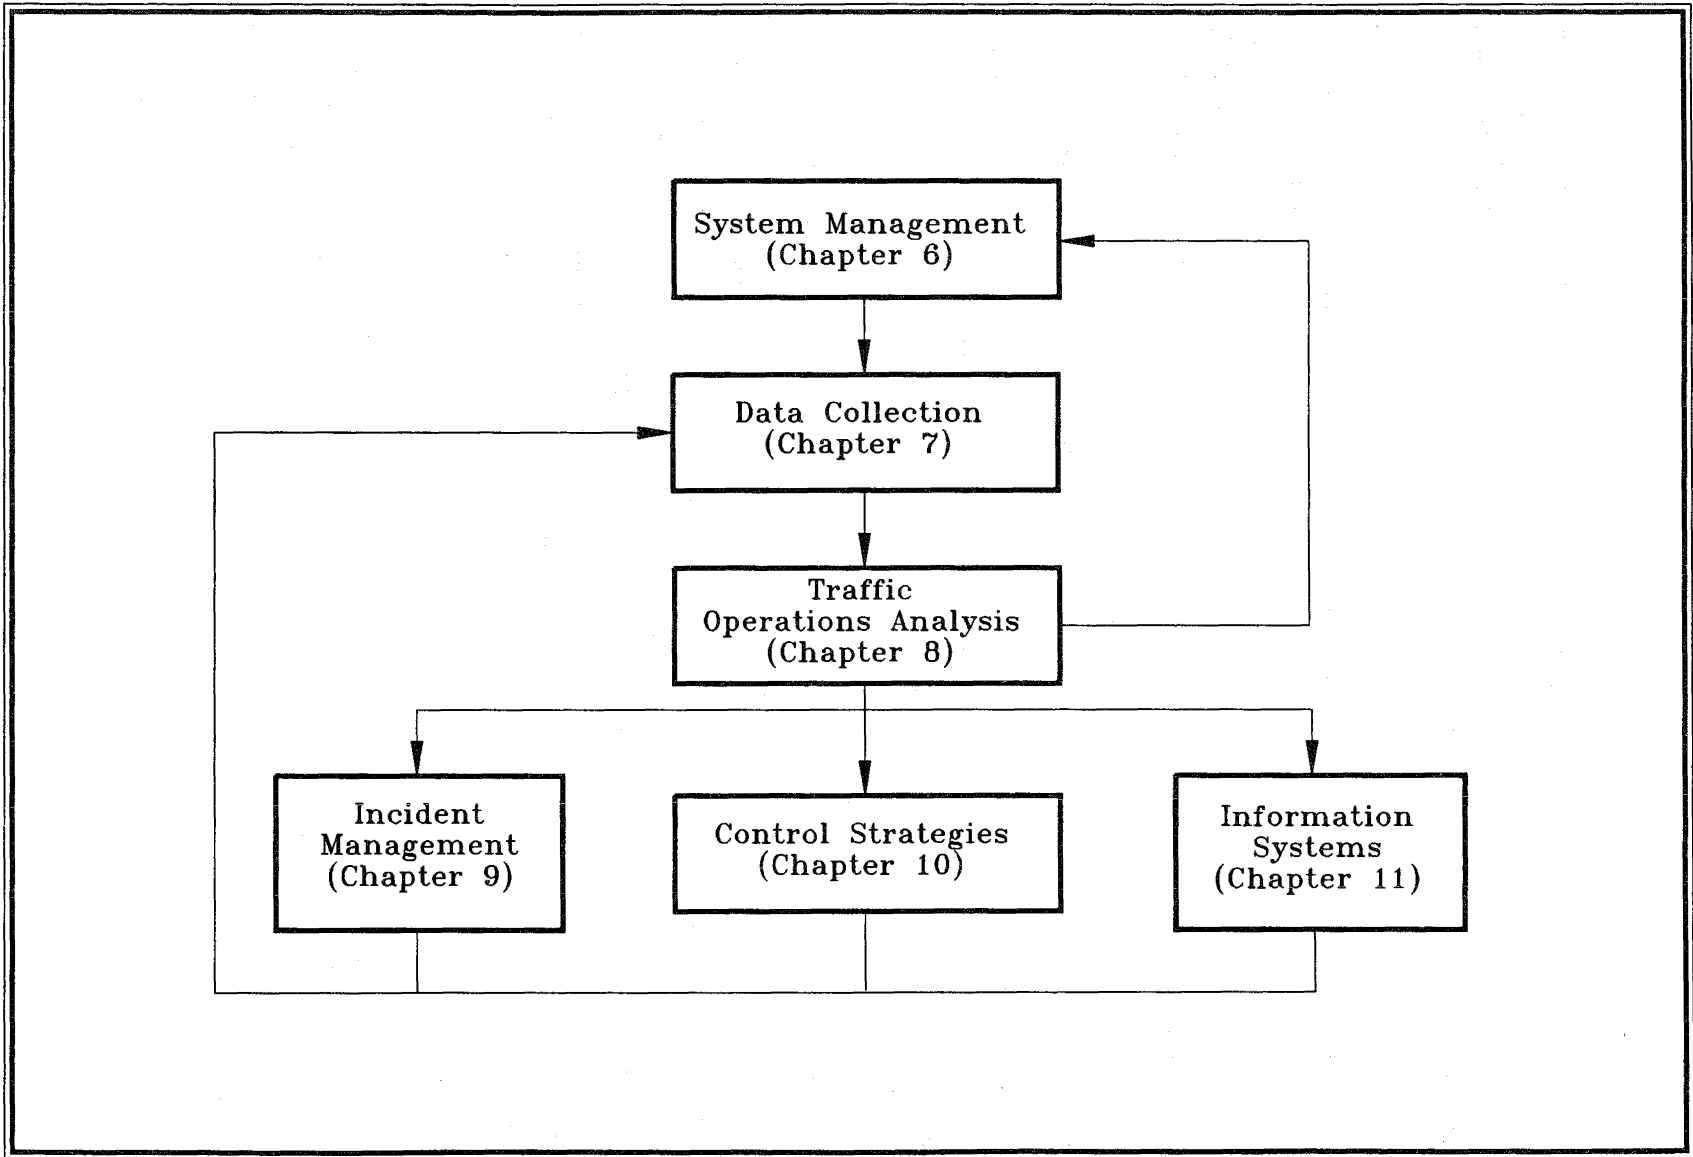 System Management
(Chapter 6)
Data Collection
(Chapter 7)
Traffic
Operations Analysis
(Chapter 8)
Incident
Management
(Chapter 9)
Control Strategies
(Chapter 10)
Information
Systems
(Chapter 11)